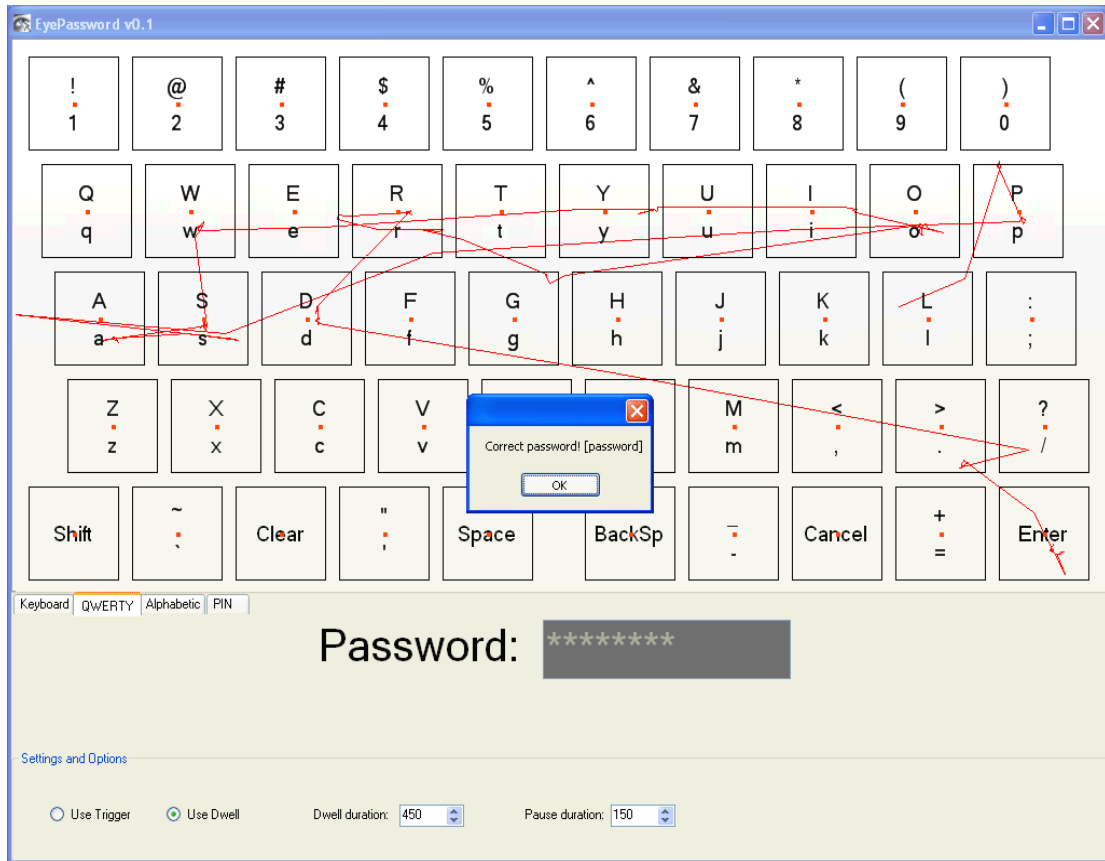 EyePassword v0.1
! @ # $ % ^ & * ( )
1 2 3 4 5 6 7 8 9 0
Q W E R T Y U I O P
q w e r t y u i o p
A S D F G H J K L :
a s d f g h j k l ;
Z X C V M < > ?
z x c v m , . /
Correct password! [password]
OK
~ " _ +
Shift Clear Space BackSp Cancel Enter
` ' - =
Keyboard QWERTY Alphabetic PIN
Password: ********
Settings and Options
Use Trigger Use Dwell Dwell duration: 450 Pause duration: 150